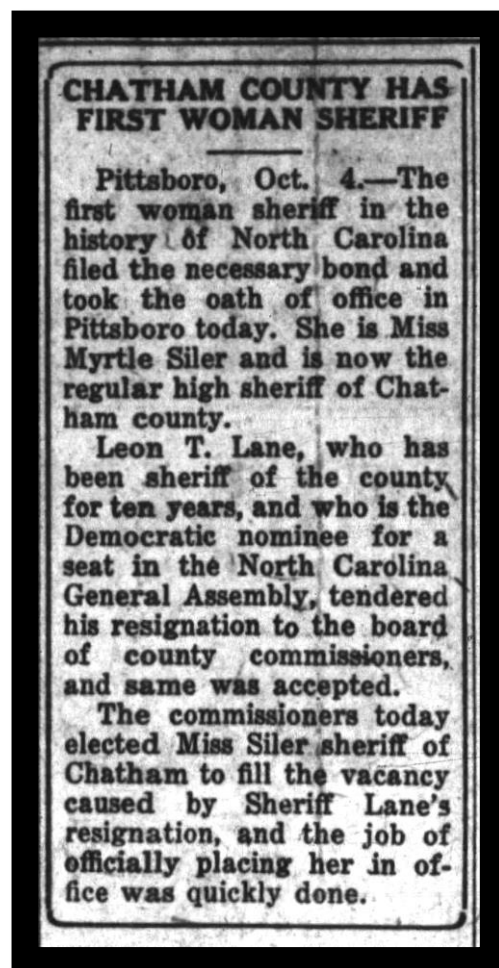 CHATHAM COUNTY HAS
FIRST WOMAN SHERIFF
Pittsboro, Oct. 4.—The
first woman sheriff in the
history of North Carolina
filed the necessary bond and
took the oath of office in
Pittsboro today. She is Miss
Myrtle Siler and is now the
regular high sheriff of Chat-
ham county.
Leon T. Lane, who has
been sheriff of the county
for ten years, and who is the
Democratic nominee for a
seat in the North Carolina
General Assembly, tendered
his resignation to the board
of county commissioners,
and same was accepted.
The commissioners today
elected Miss Siler sheriff of
Chatham to fill the vacancy
caused by Sheriff Lane's
resignation, and the job of
officially placing her in of-
fice was quickly done.